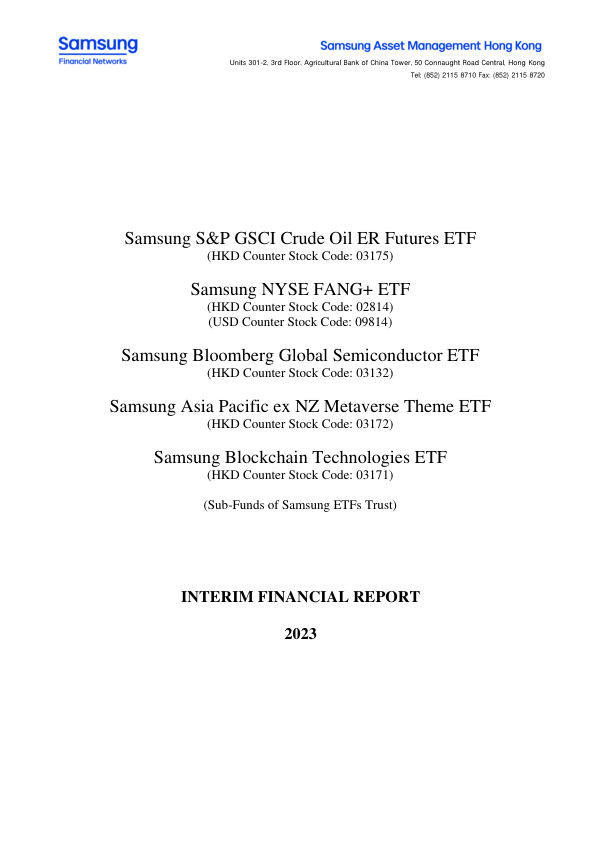 Samsung
Financial Networks
Samsung Asset Management Hong Kong
Units 301-2, 3rd Floor, Agricultural Bank of China Tower, 50 Connaught Road Central, Hong Kong
Tel: (852) 2115 8710 Fax: (852) 2115 8720
Samsung S&P GSCI Crude Oil ER Futures ETF
(HKD Counter Stock Code: 03175)
Samsung NYSE FANG+ ETF
(HKD Counter Stock Code: 02814)
(USD Counter Stock Code: 09814)
Samsung Bloomberg Global Semiconductor ETF
(HKD Counter Stock Code: 03132)
Samsung Asia Pacific ex NZ Metaverse Theme ETF
(HKD Counter Stock Code: 03172)
Samsung Blockchain Technologies ETF
(HKD Counter Stock Code: 03171)
(Sub-Funds of Samsung ETFs Trust)
INTERIM FINANCIAL REPORT
2023